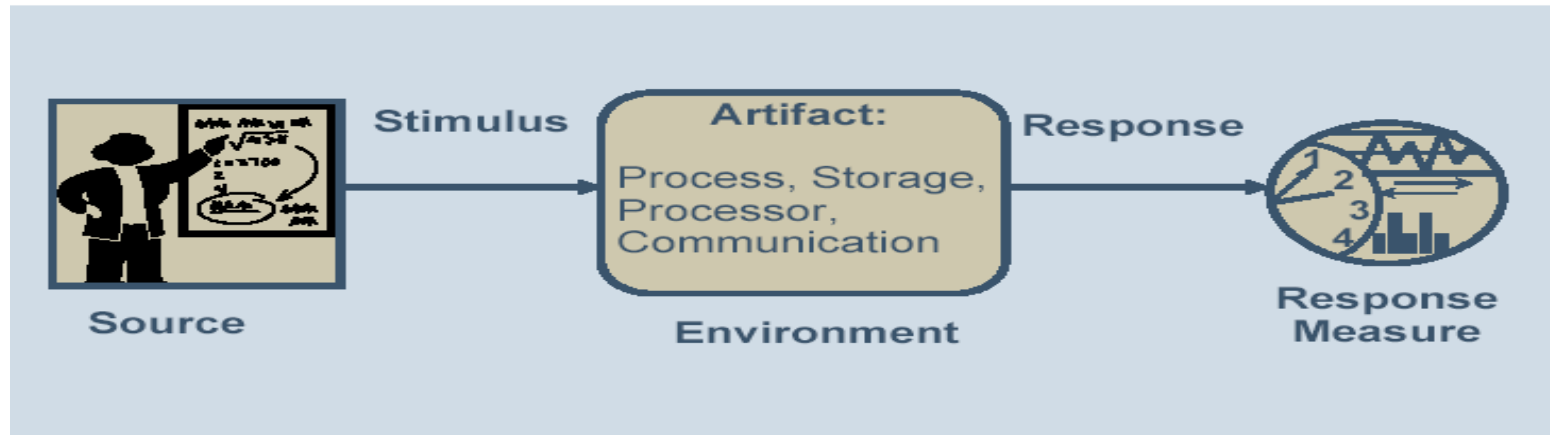 Stimulus
Artifact:
Process, Storage,
Processor,
Communication
Response
1
2
3
4
Source
Environment
Response
Measure